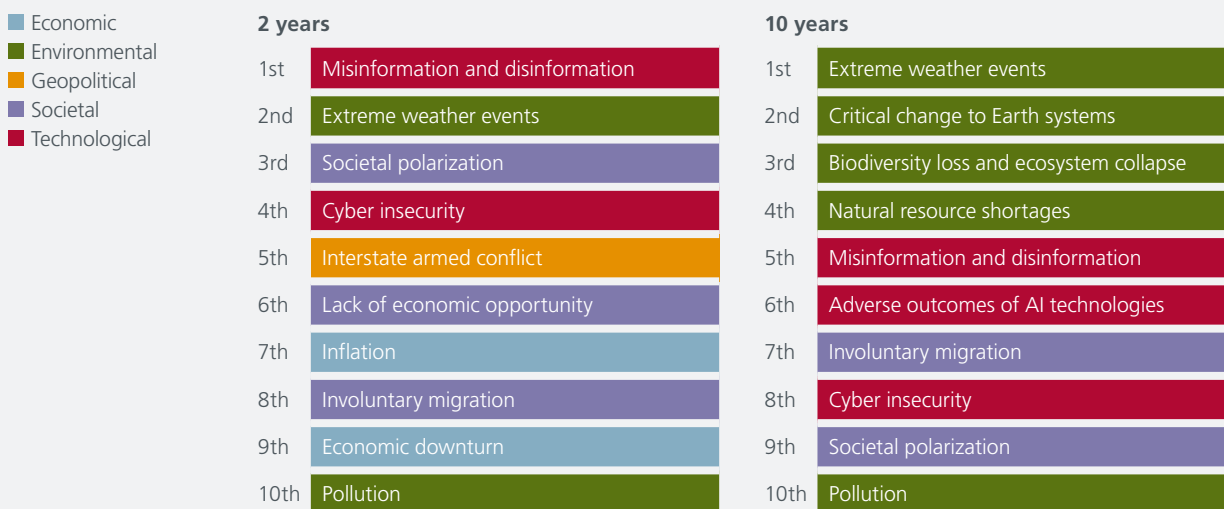 Economic
Environmental
Geopolitical
Societal
Technological
2 years
1st Misinformation and disinformation
2nd Extreme weather events
3rd Societal polarization
4th Cyber insecurity
5th Interstate armed conflict
6th Lack of economic opportunity
7th Inflation
8th Involuntary migration
9th Economic downturn
10th Pollution
10 years
1st Extreme weather events
2nd Critical change to Earth systems
3rd Biodiversity loss and ecosystem collapse
4th Natural resource shortages
5th Misinformation and disinformation
6th Adverse outcomes of AI technologies
7th Involuntary migration
8th Cyber insecurity
9th Societal polarization
10th Pollution